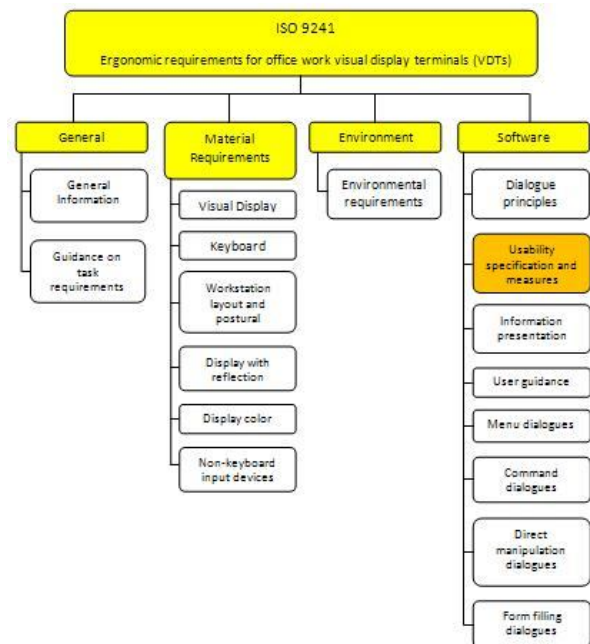 ISO 9241
Ergonomic requirements for office work visual display terminals (VDTs)
General
General
Information
Guidance on
task
requirements
Material
Requirements
Visual Display
Keyboard
Workstation
layout and
postural
Display with
reflection
Display color
Non-keyboard
input devices
Environment
Environmental
requirements
Software
Dialogue
principles
Usability
specification and
measures
Information
presentation
User guidance
Menu dialogues
Command
dialogues
Direct
manipulation
dialogues
Form filling
dialogues